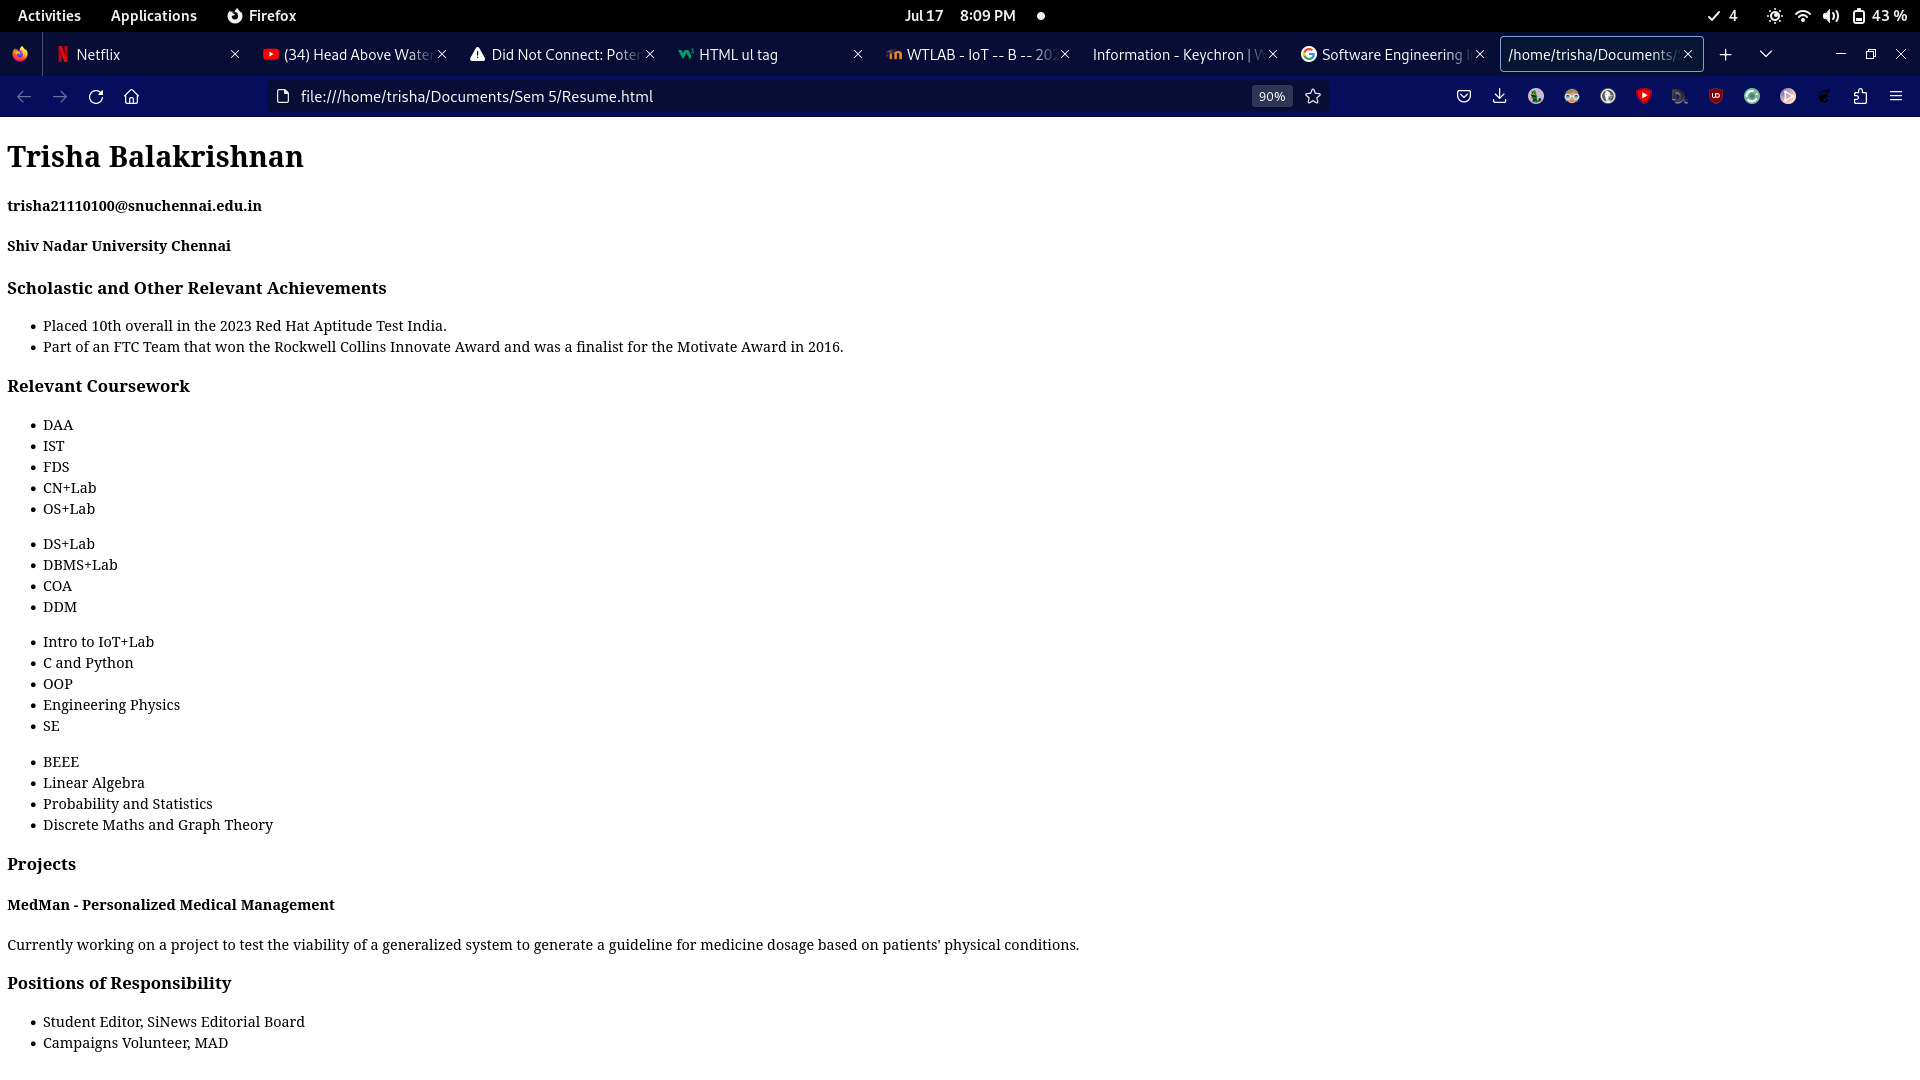 Activities Applications Firefox Jul 17 8:09 PM 4 43 %
Netflix (34) Head Above Water Did Not Connect: Poten HTML ul tag WTLAB - IoT -- B -- 202 Information - Keychron | W Software Engineering I /home/trisha/Documents/
file:///home/trisha/Documents/Sem 5/Resume.html 90%
Trisha Balakrishnan
trisha21110100@snuchennai.edu.in
Shiv Nadar University Chennai
Scholastic and Other Relevant Achievements
• Placed 10th overall in the 2023 Red Hat Aptitude Test India.
• Part of an FTC Team that won the Rockwell Collins Innovate Award and was a finalist for the Motivate Award in 2016.
Relevant Coursework
• DAA
• IST
• FDS
• CN+Lab
• OS+Lab
• DS+Lab
• DBMS+Lab
• COA
• DDM
• Intro to IoT+Lab
• C and Python
• OOP
• Engineering Physics
• SE
• BEEE
• Linear Algebra
• Probability and Statistics
• Discrete Maths and Graph Theory
Projects
MedMan - Personalized Medical Management
Currently working on a project to test the viability of a generalized system to generate a guideline for medicine dosage based on patients' physical conditions.
Positions of Responsibility
• Student Editor, SiNews Editorial Board
• Campaigns Volunteer, MAD